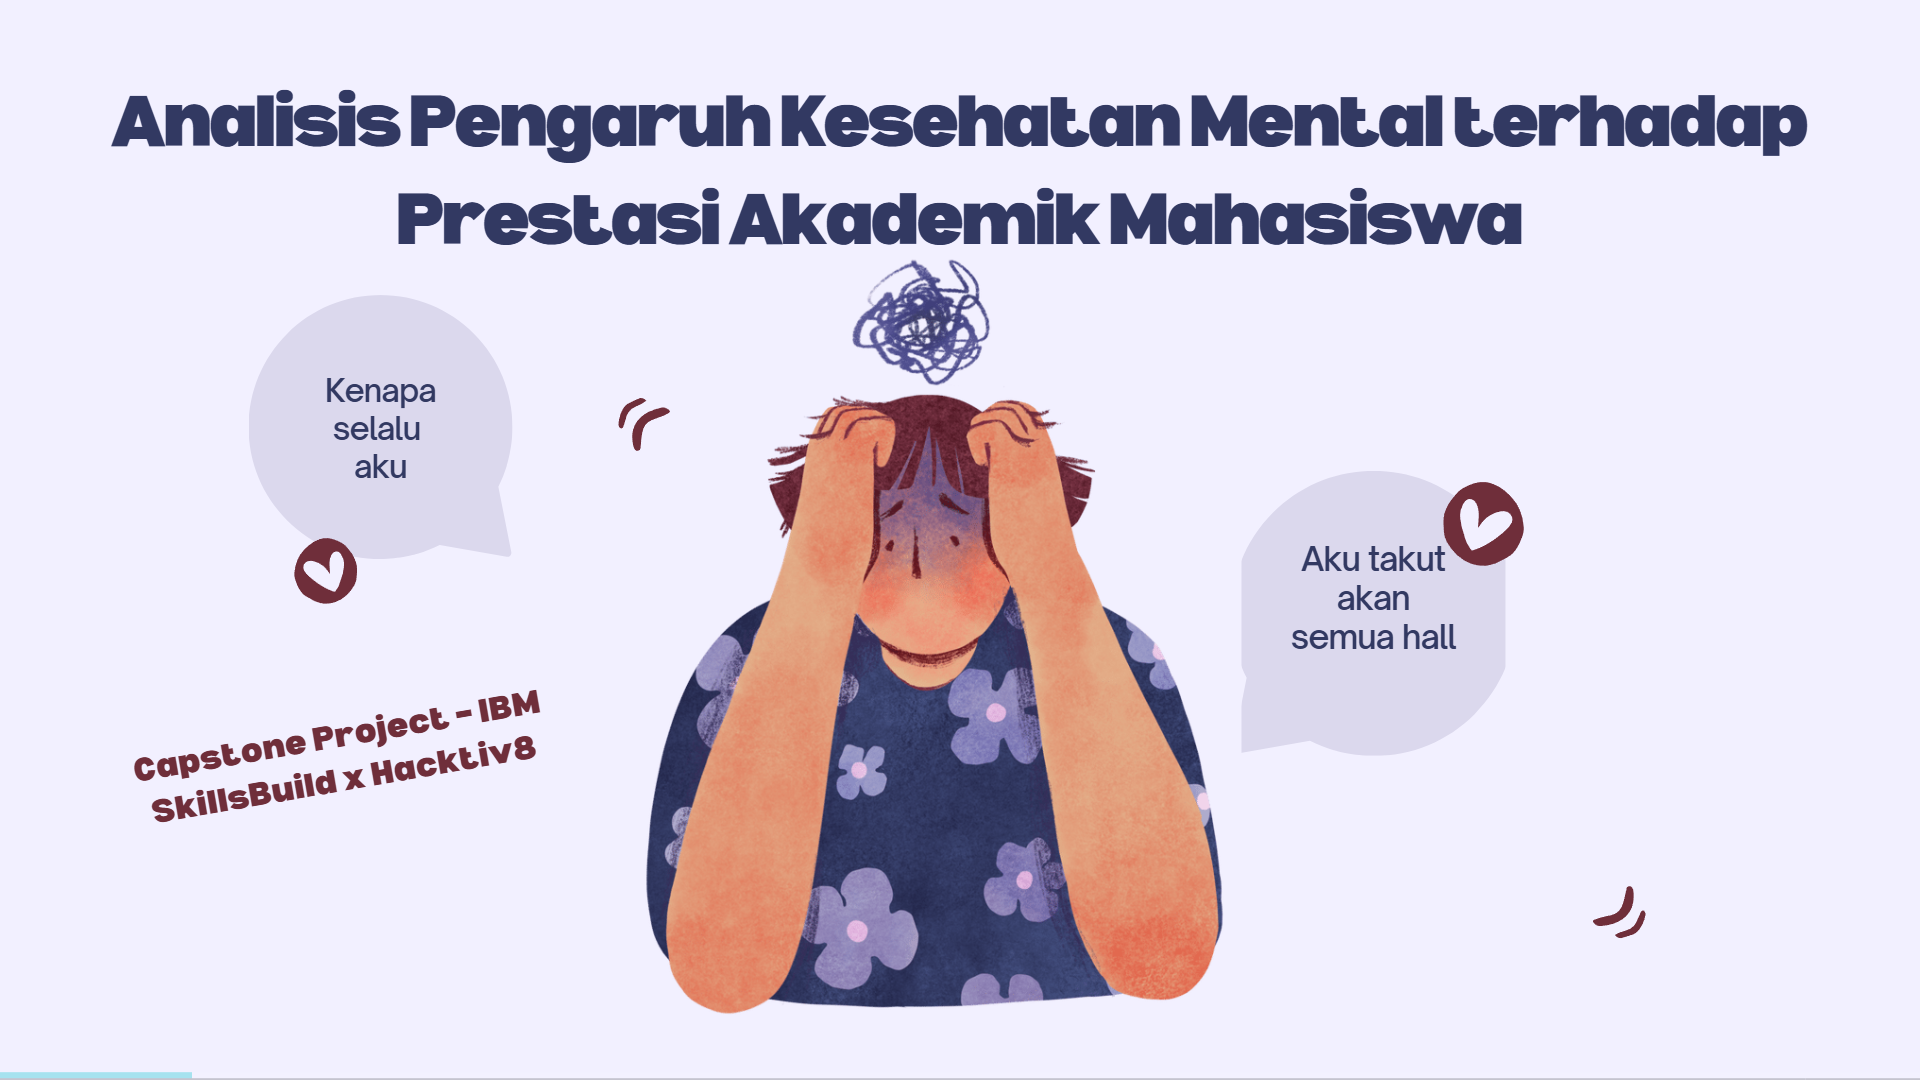 Analisis Pengaruh Kesehatan Mental terhadap
Prestasi Akademik Mahasiswa
Kenapa
selalu
aku
Aku takut
akan
semua hall
Capstone Project - IBM
SkillsBuild x Hacktiv8